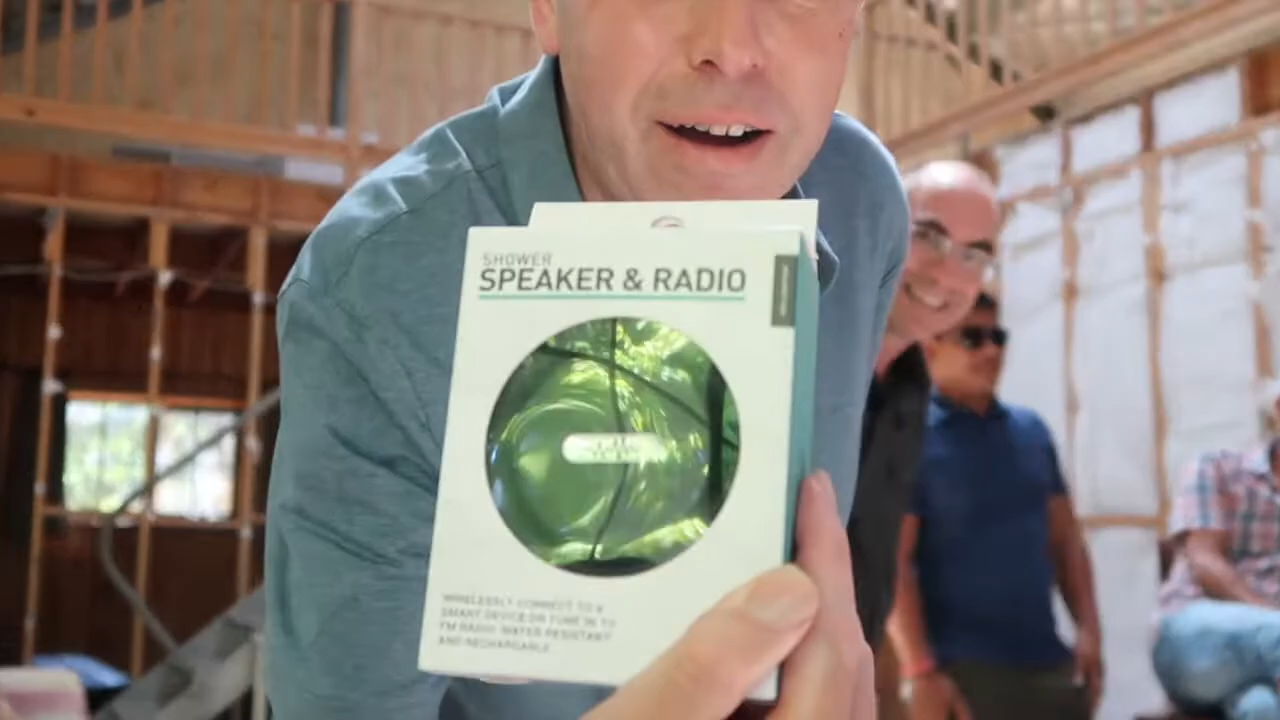 SHOWER
SPEAKER & RADIO
WIRELESSLY CONNECT TO A
SMART DEVICE OR TUNE IN TO
FM RADIO. WATER RESISTANT
AND RECHARGABLE